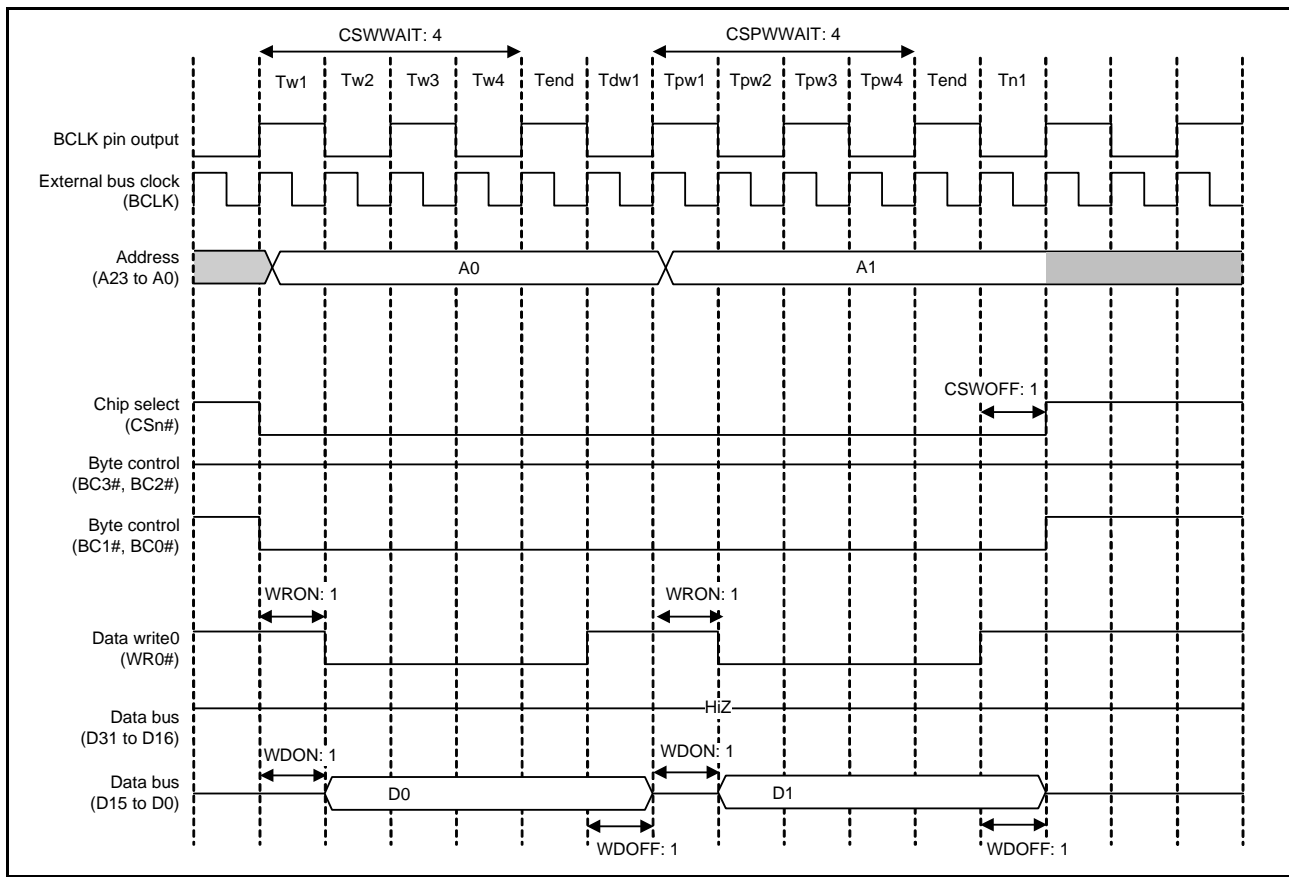 CSWWAIT: 4 CSPWWAIT: 4
Tw1 Tw2 Tw3 Tw4 Tend Tdw1 Tpw1 Tpw2 Tpw3 Tpw4 Tend Tn1
BCLK pin output
External bus clock
(BCLK)
Address
(A23 to A0)
A0 A1
CSWOFF: 1
Chip select
(CSn#)
Byte control
(BC3#, BC2#)
Byte control
(BC1#, BC0#)
WRON: 1 WRON: 1
Data write0
(WR0#)
HiZ
Data bus
(D31 to D16)
WDON: 1 WDON: 1
Data bus
(D15 to D0)
D0 D1
WDOFF: 1 WDOFF: 1